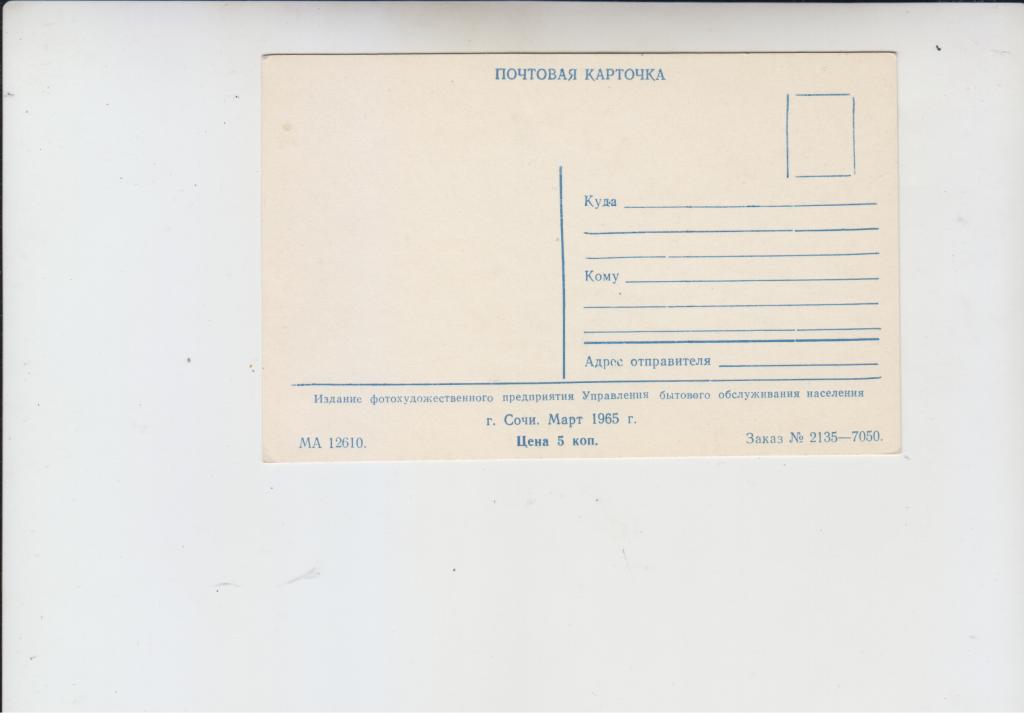 ПОЧТОВАЯ КАРТОЧКА
Куда
Кому
Адрес отправителя
Издание фотохудожественного предприятия Управления бытового обслуживания населения
г. Сочи. Март 1965 г.
МА 12610.
Цена 5 коп.
Заказ № 2135—7050.